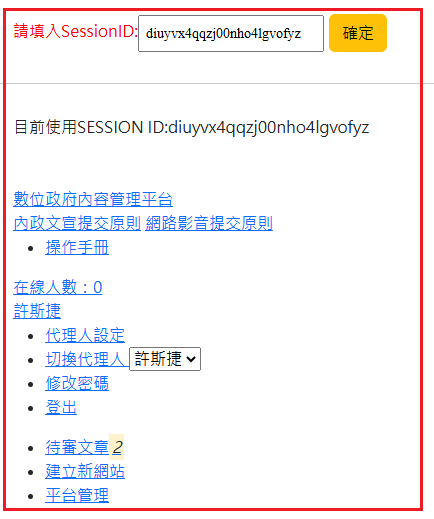 請填入SessionID: diuyvx4qqzj00nho4lgvofyz 確定
目前使用SESSION ID:diuyvx4qqzj00nho4lgvofyz
數位政府內容管理平台
內政文宣提交原則 網路影音提交原則
操作手冊
在線人數：0
許斯捷
代理人設定
切換代理人 許斯捷
修改密碼
登出
待審文章 2
建立新網站
平台管理